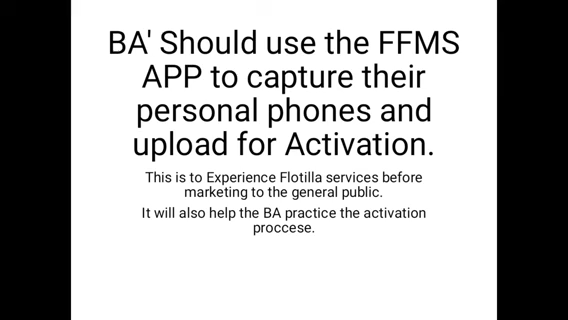 BA' Should use the FFMS
APP to capture their
personal phones and
upload for Activation.
This is to Experience Flotilla services before
marketing to the general public.
It will also help the BA practice the activation
proccese.